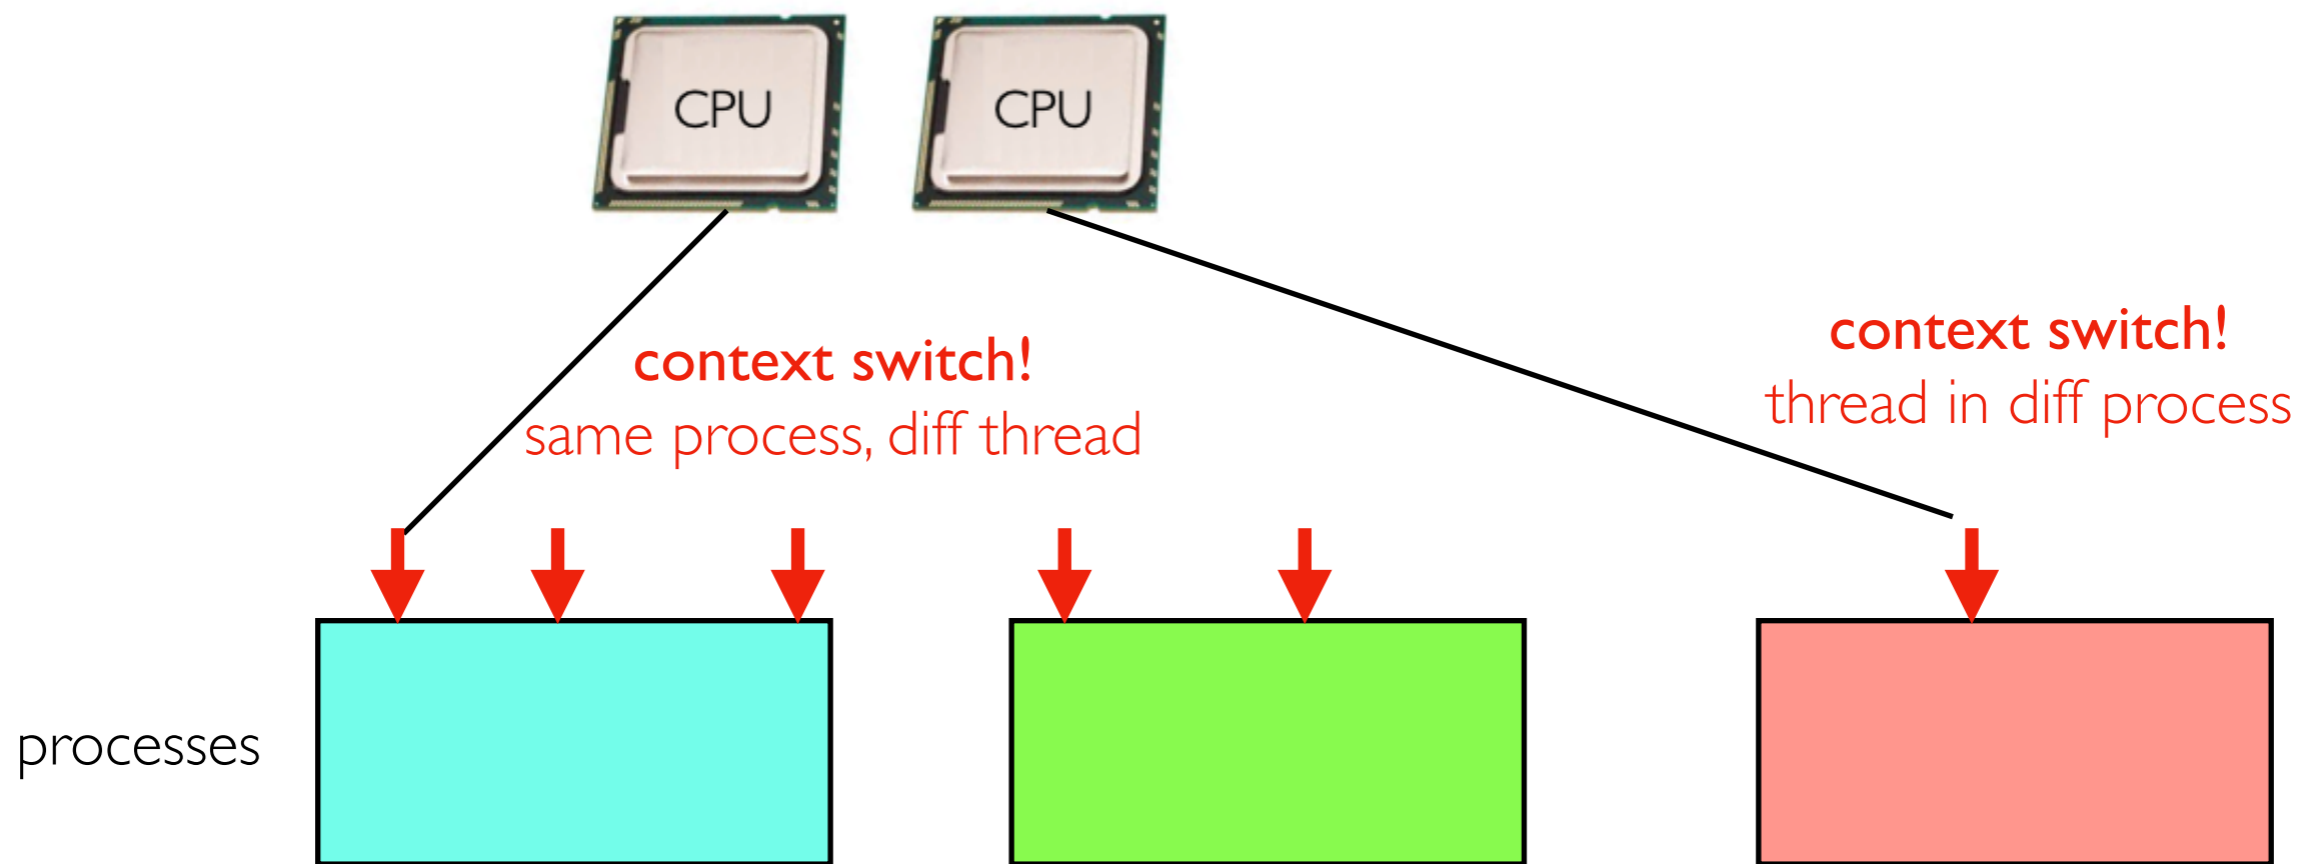 CPU
CPU
context switch!
same process, diff thread
context switch!
thread in diff process
processes